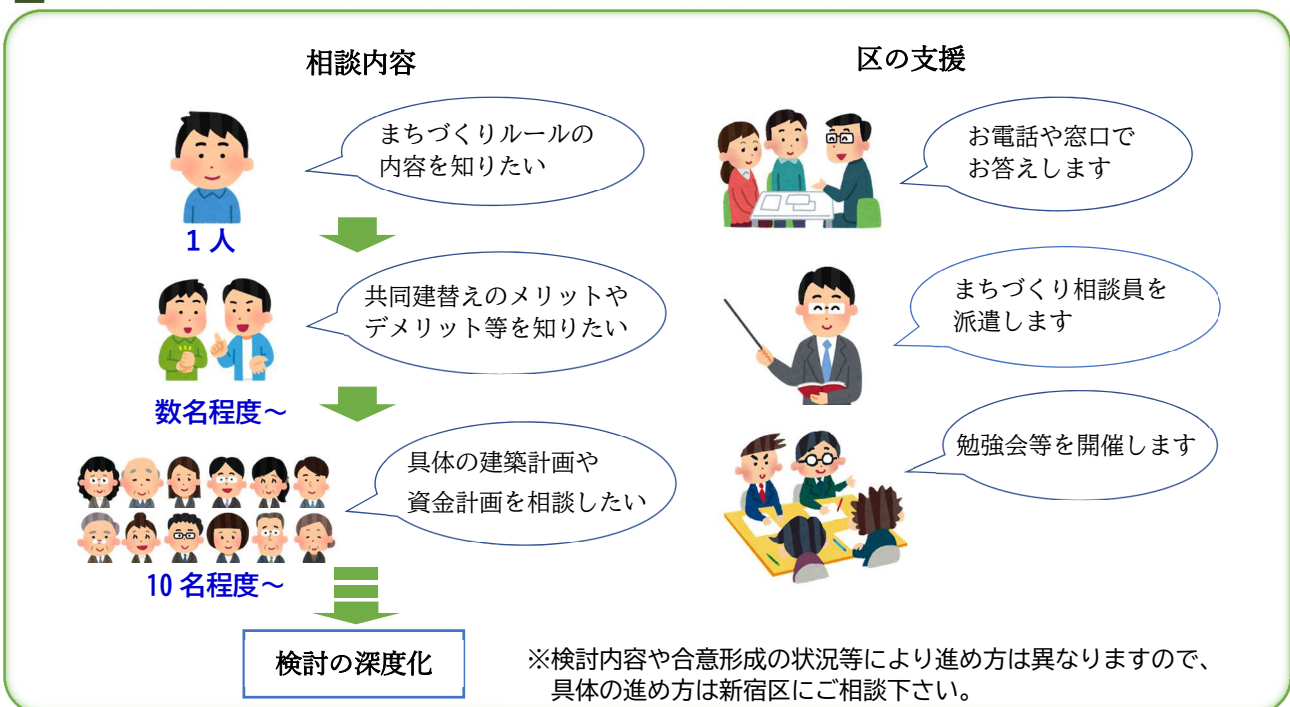 相談内容
区の支援
まちづくりルールの
内容を知りたい
1人
お電話や窓口で
お答えします
共同建替えのメリットや
デメリット等を知りたい
数名程度～
まちづくり相談員を
派遣します
具体の建築計画や
資金計画を相談したい
10名程度～
勉強会等を開催します
検討の深度化
※検討内容や合意形成の状況等により進め方は異なりますので、
具体の進め方は新宿区にご相談下さい。